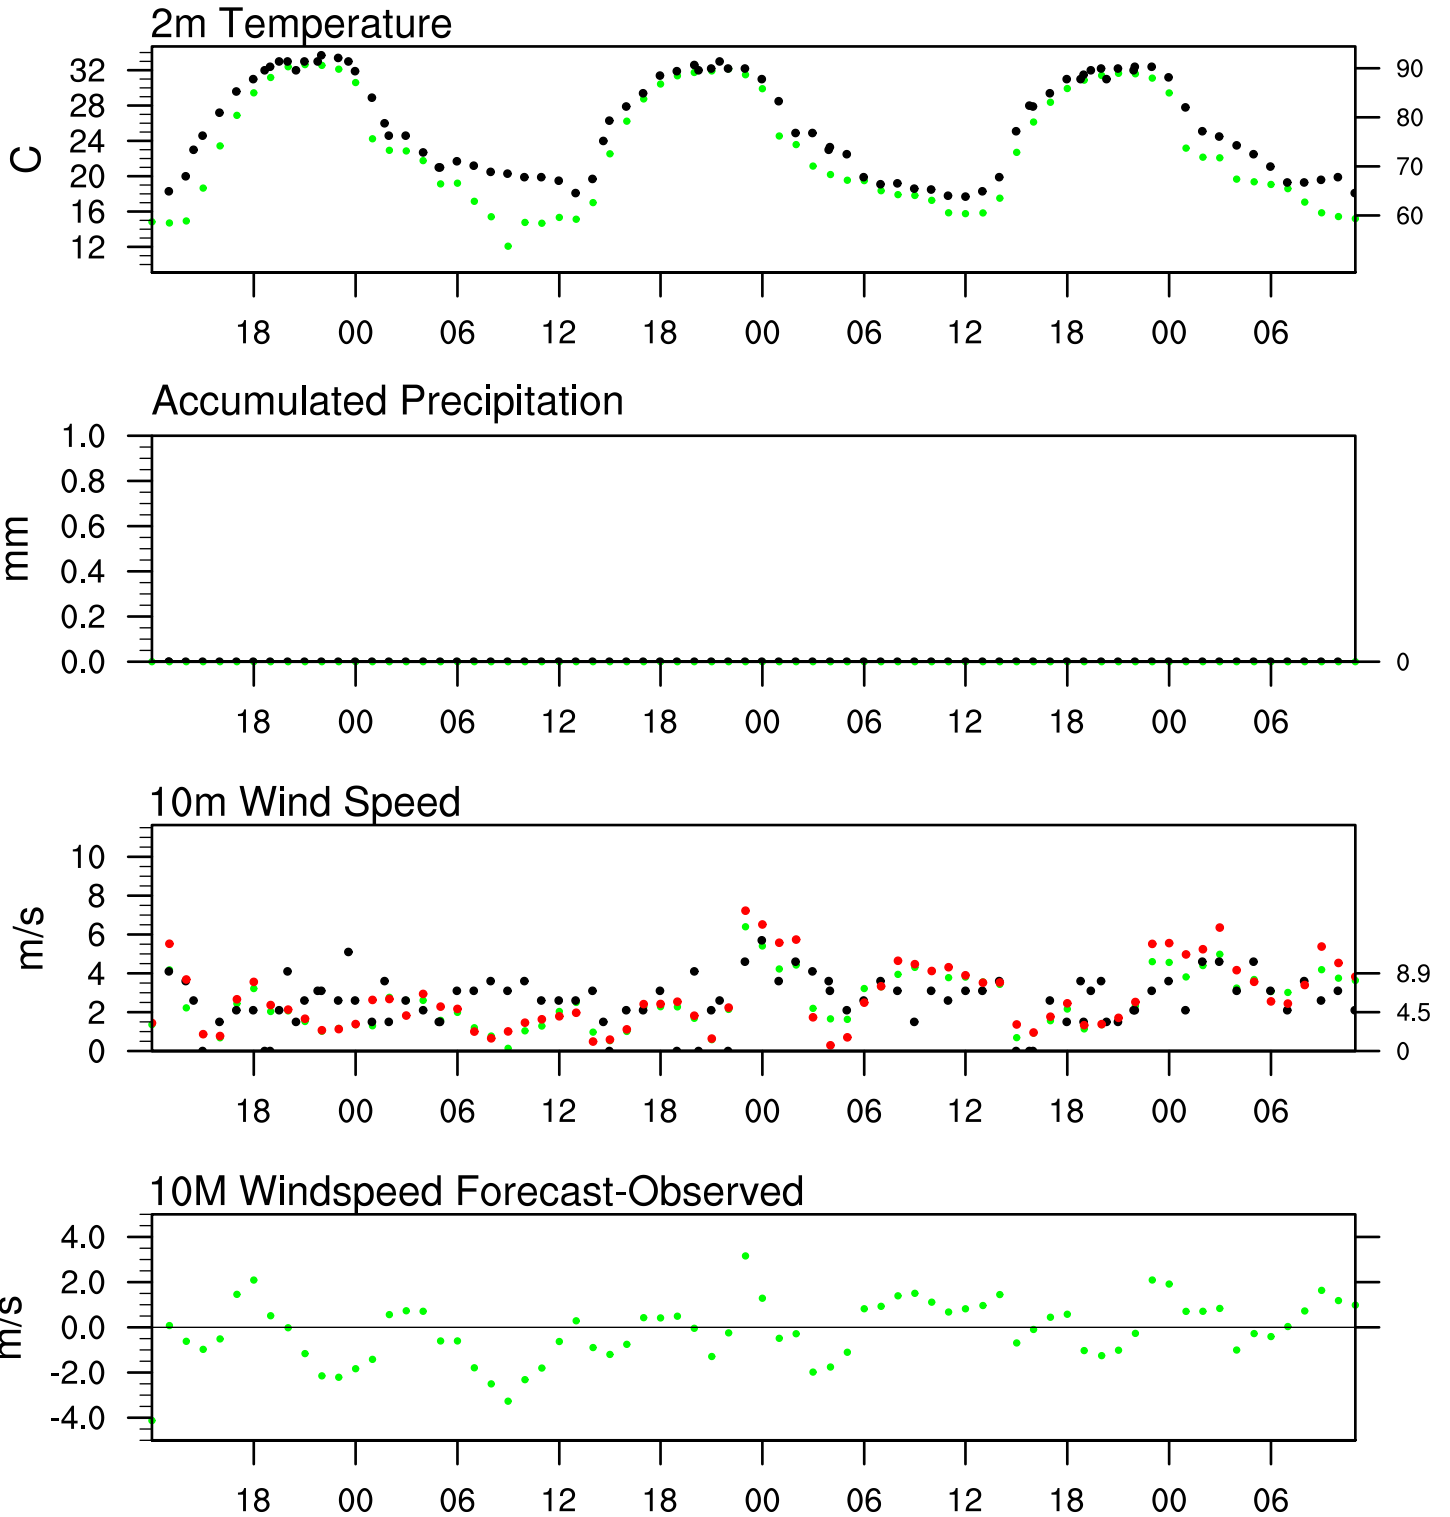 2m Temperature
C
32
28
24
20
16
12
90
80
70
60
18 00 06 12 18 00 06 12 18 00 06
Accumulated Precipitation
mm
1.0
0.8
0.6
0.4
0.2
0.0
0
18 00 06 12 18 00 06 12 18 00 06
10m Wind Speed
m/s
10
8
6
4
2
0
8.9
4.5
0
18 00 06 12 18 00 06 12 18 00 06
10M Windspeed Forecast-Observed
m/s
4.0
2.0
0.0
-2.0
-4.0
18 00 06 12 18 00 06 12 18 00 06